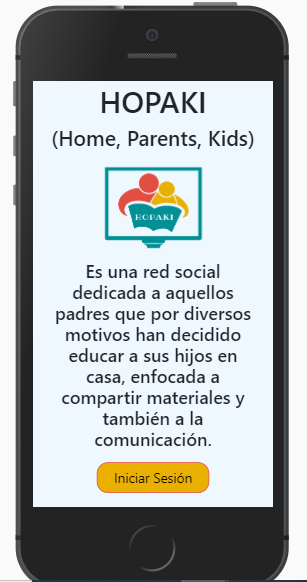 HOPAKI
(Home, Parents, Kids)
HOPAKI
Es una red social
dedicada a aquellos
padres que por diversos
motivos han decidido
educar a sus hijos en
casa, enfocada a
compartir materiales y
también a la
comunicación.
Iniciar Sesión